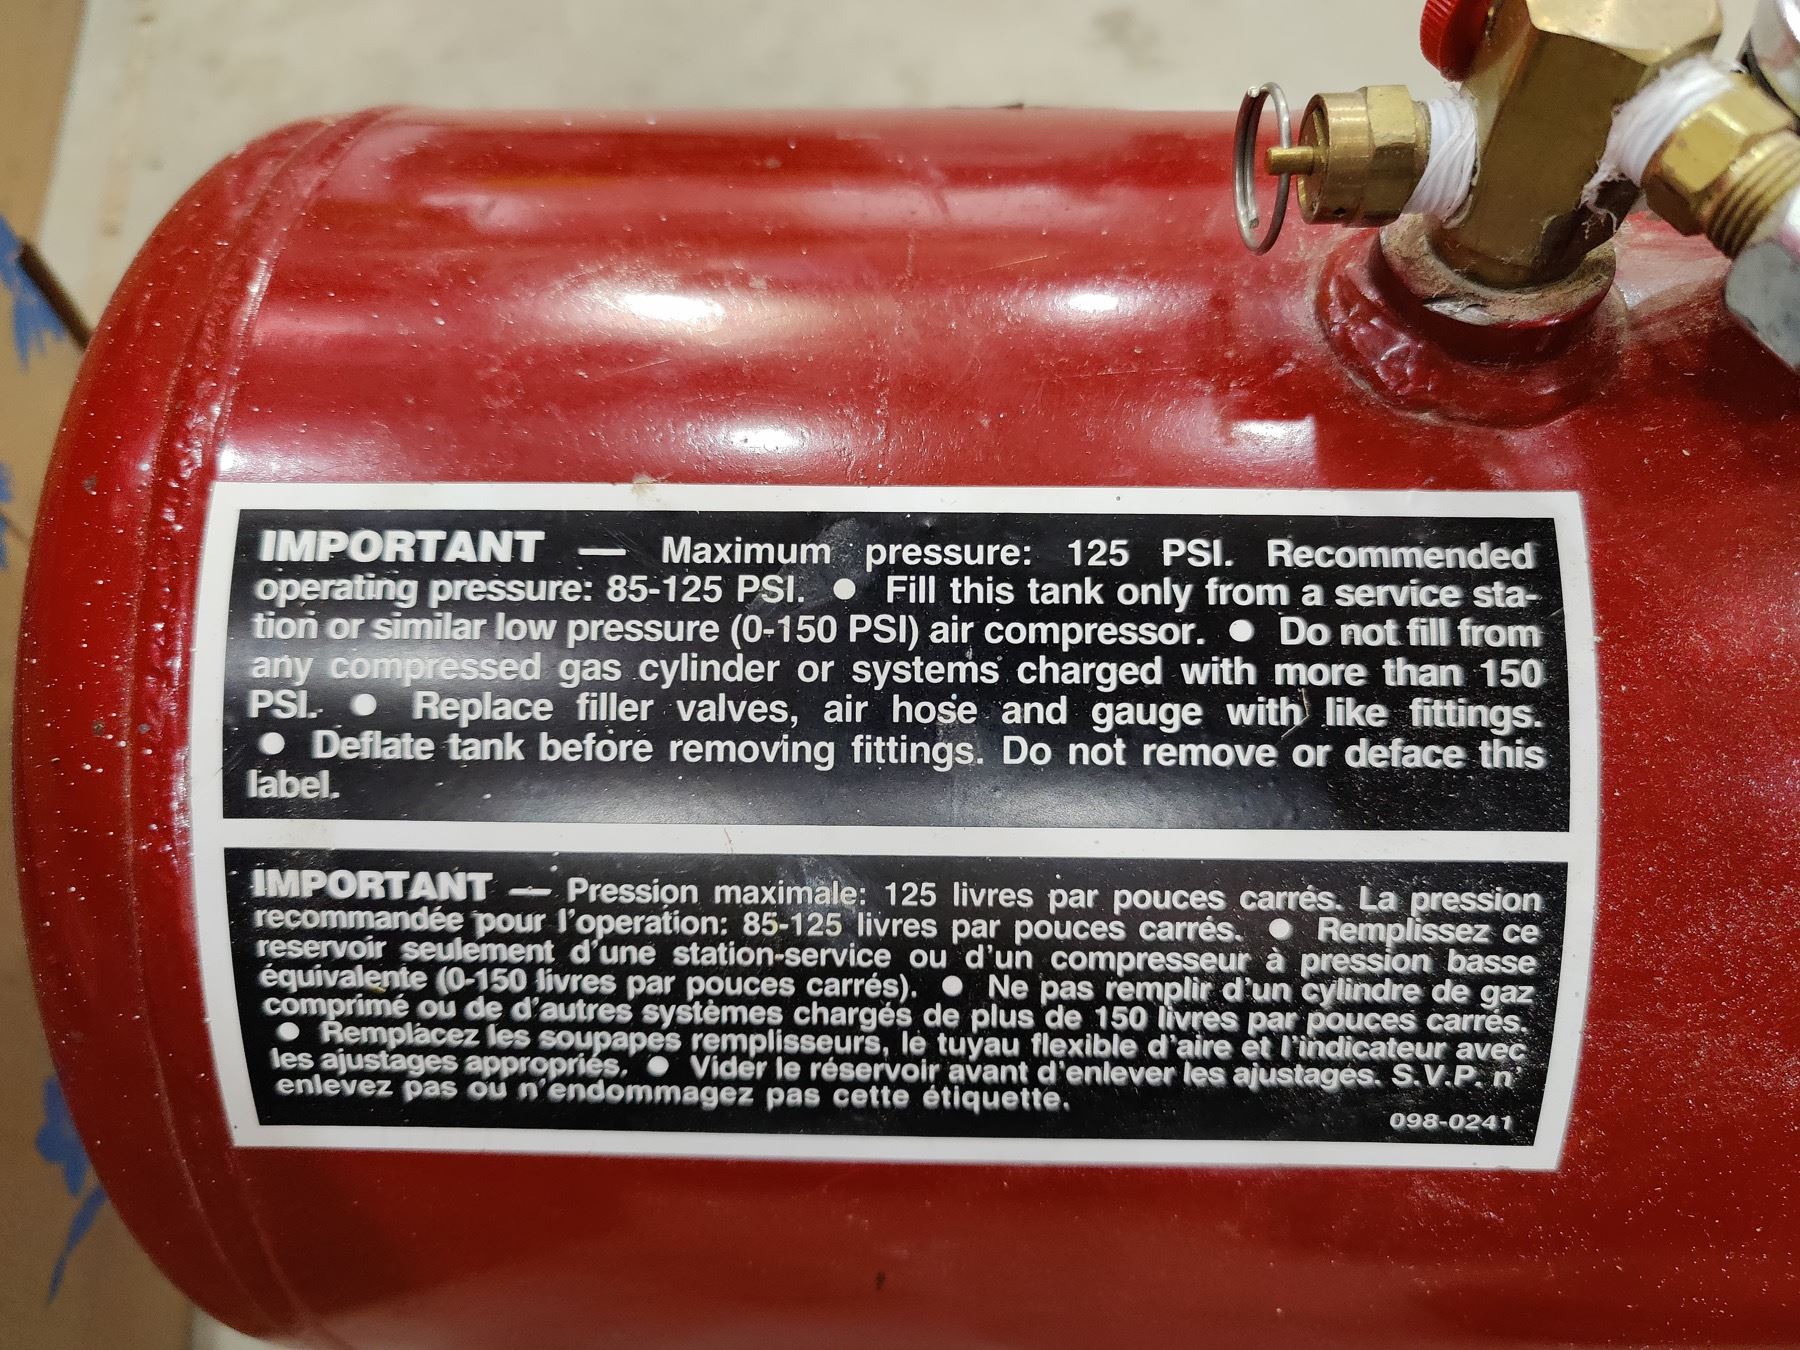 IMPORTANT — Maximum pressure: 125 PSI. Recommended
operating pressure: 85-125 PSI. ● Fill this tank only from a service sta-
tion or similar low pressure (0-150 PSI) air compressor. ● Do not fill from
any compressed gas cylinder or systems charged with more than 150
PSI. ● Replace filler valves, air hose and gauge with like fittings.
● Deflate tank before removing fittings. Do not remove or deface this
label.
IMPORTANT — Pression maximale: 125 livres par pouces carrés. La pression
recommandée pour l'operation: 85-125 livres par pouces carrés. ● Remplissez ce
reservoir seulement d'une station-service ou d'un compresseur à pression basse
équivalente (0-150 livres par pouces carrés). ● Ne pas remplir d'un cylindre de gaz
comprimé ou de d'autres systèmes chargés de plus de 150 livres par pouces carrés.
● Remplacez les soupapes remplisseurs, le tuyau flexible d'aire et l'indicateur avec
les ajustages appropriés. ● Vider le réservoir avant d'enlever les ajustages. S.V.P. n'
enlevez pas ou n'endommagez pas cette étiquette.
098-0241